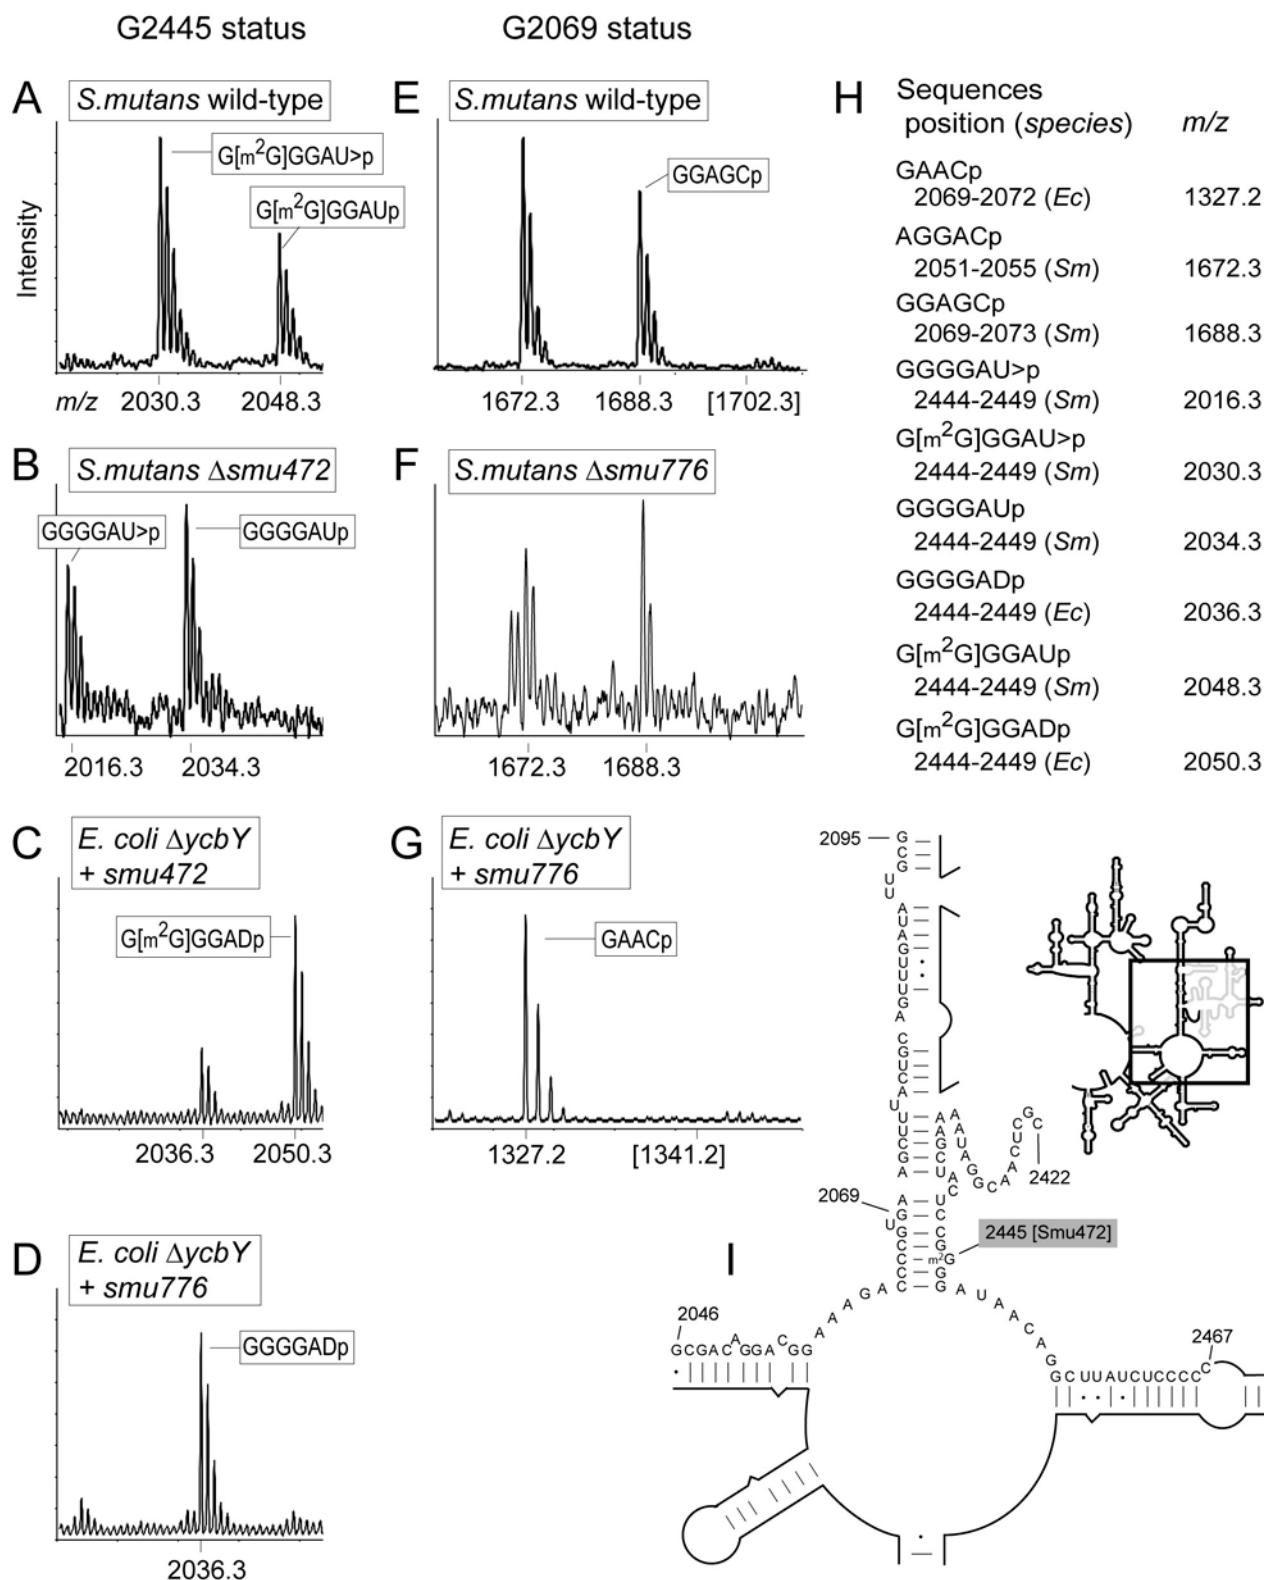 G2445 status
G2069 status
A
S.mutans wild-type
G[m²G]GGAU>p
G[m²G]GGAUp
Intensity
m/z 2030.3 2048.3
E
S.mutans wild-type
GGAGCp
1672.3 1688.3 [1702.3]
B
S.mutans Δsmu472
GGGGAU>p
GGGGAUp
2016.3 2034.3
F
S.mutans Δsmu776
1672.3 1688.3
C
E. coli ΔycbY
+ smu472
G[m²G]GGADp
2036.3 2050.3
G
E. coli ΔycbY
+ smu776
GAACp
1327.2 [1341.2]
D
E. coli ΔycbY
+ smu776
GGGGADp
2036.3
H
Sequences
position (species) m/z
GAACp
2069-2072 (Ec) 1327.2
AGGACp
2051-2055 (Sm) 1672.3
GGAGCp
2069-2073 (Sm) 1688.3
GGGGAU>p
2444-2449 (Sm) 2016.3
G[m²G]GGAU>p
2444-2449 (Sm) 2030.3
GGGGAUp
2444-2449 (Sm) 2034.3
GGGGADp
2444-2449 (Ec) 2036.3
G[m²G]GGAUp
2444-2449 (Sm) 2048.3
G[m²G]GGADp
2444-2449 (Ec) 2050.3
I
2095
2422
2069
2445 [Smu472]
m²G
2046
GCGACAGGACGGAAAGACCCC
GGAUAACAGGCUUAUCUCCCCC
2467